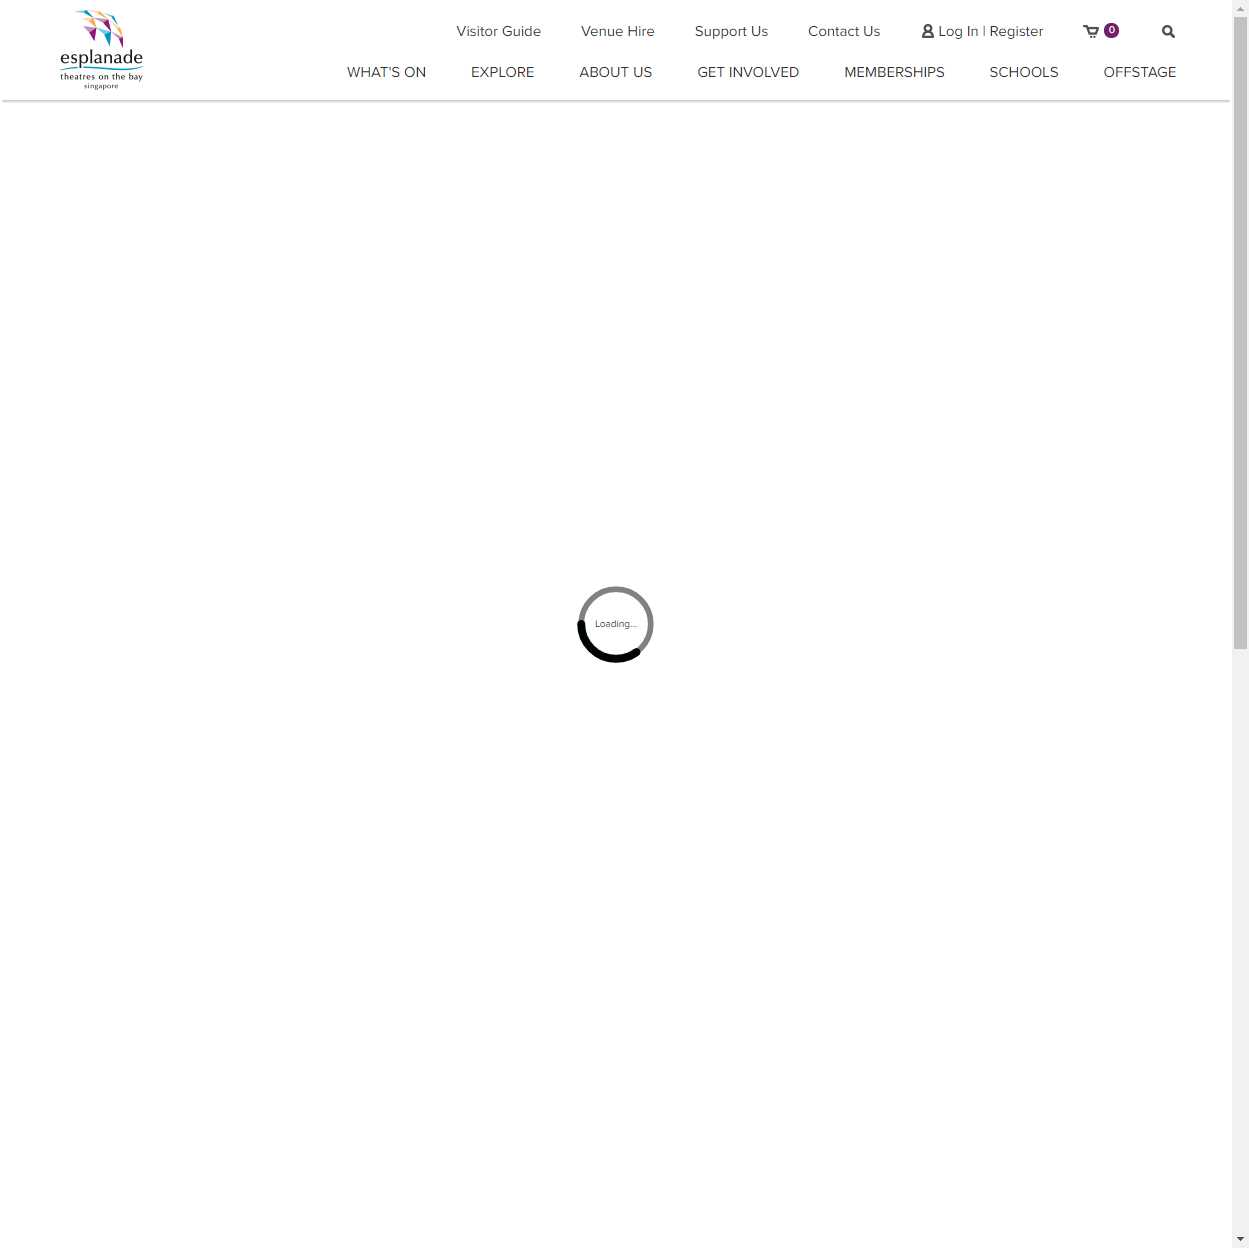 esplanade
theatres on the bay
singapore
Visitor Guide Venue Hire Support Us Contact Us Log In | Register 0
WHAT'S ON EXPLORE ABOUT US GET INVOLVED MEMBERSHIPS SCHOOLS OFFSTAGE
Loading...